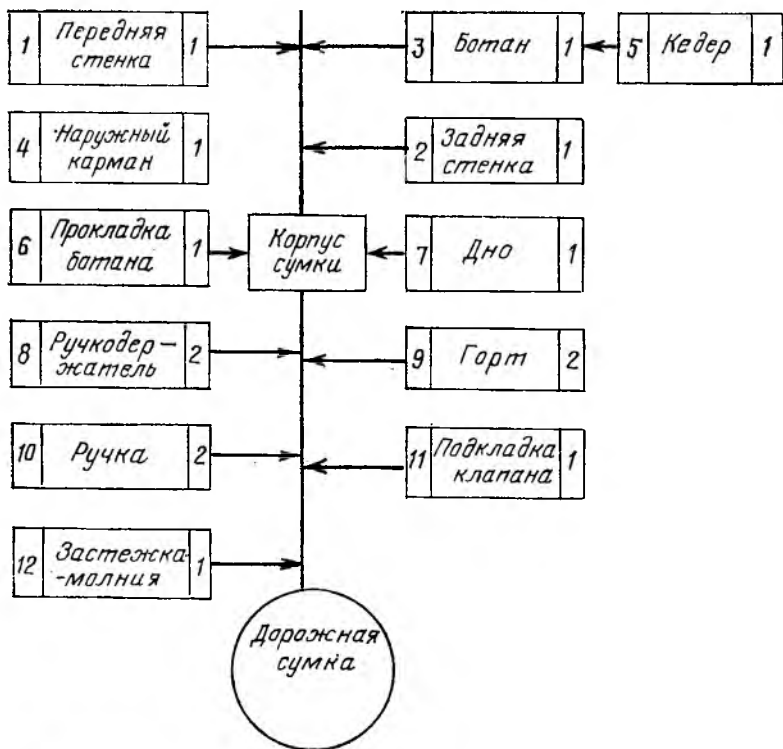 1 Передняя стенка 1
3 Ботан 1
5 Кедер 1
4 Наружный карман 1
2 Задняя стенка 1
6 Прокладка ботана 1
Корпус сумки
7 Дно 1
8 Ручкодер-жатель 2
9 Горт 2
10 Ручка 2
11 Подкладка клапана 1
12 Застежка-молния 1
Дорожная
сумка